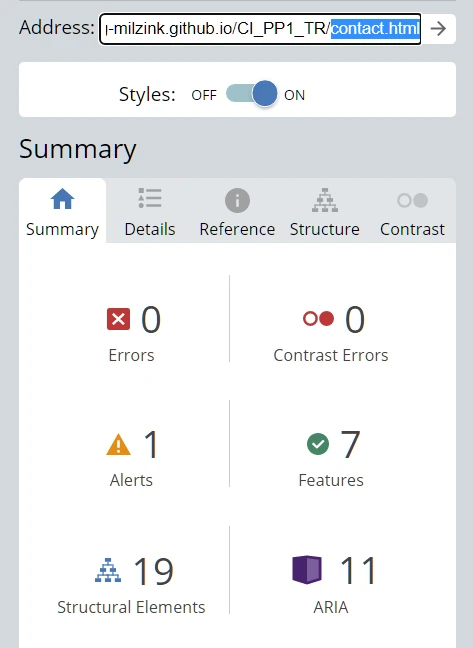 Address: g-milzink.github.io/CI_PP1_TR/contact.html
Styles: OFF ON
Summary
Summary Details Reference Structure Contrast
0 0
Errors Contrast Errors
1 7
Alerts Features
19 11
Structural Elements ARIA